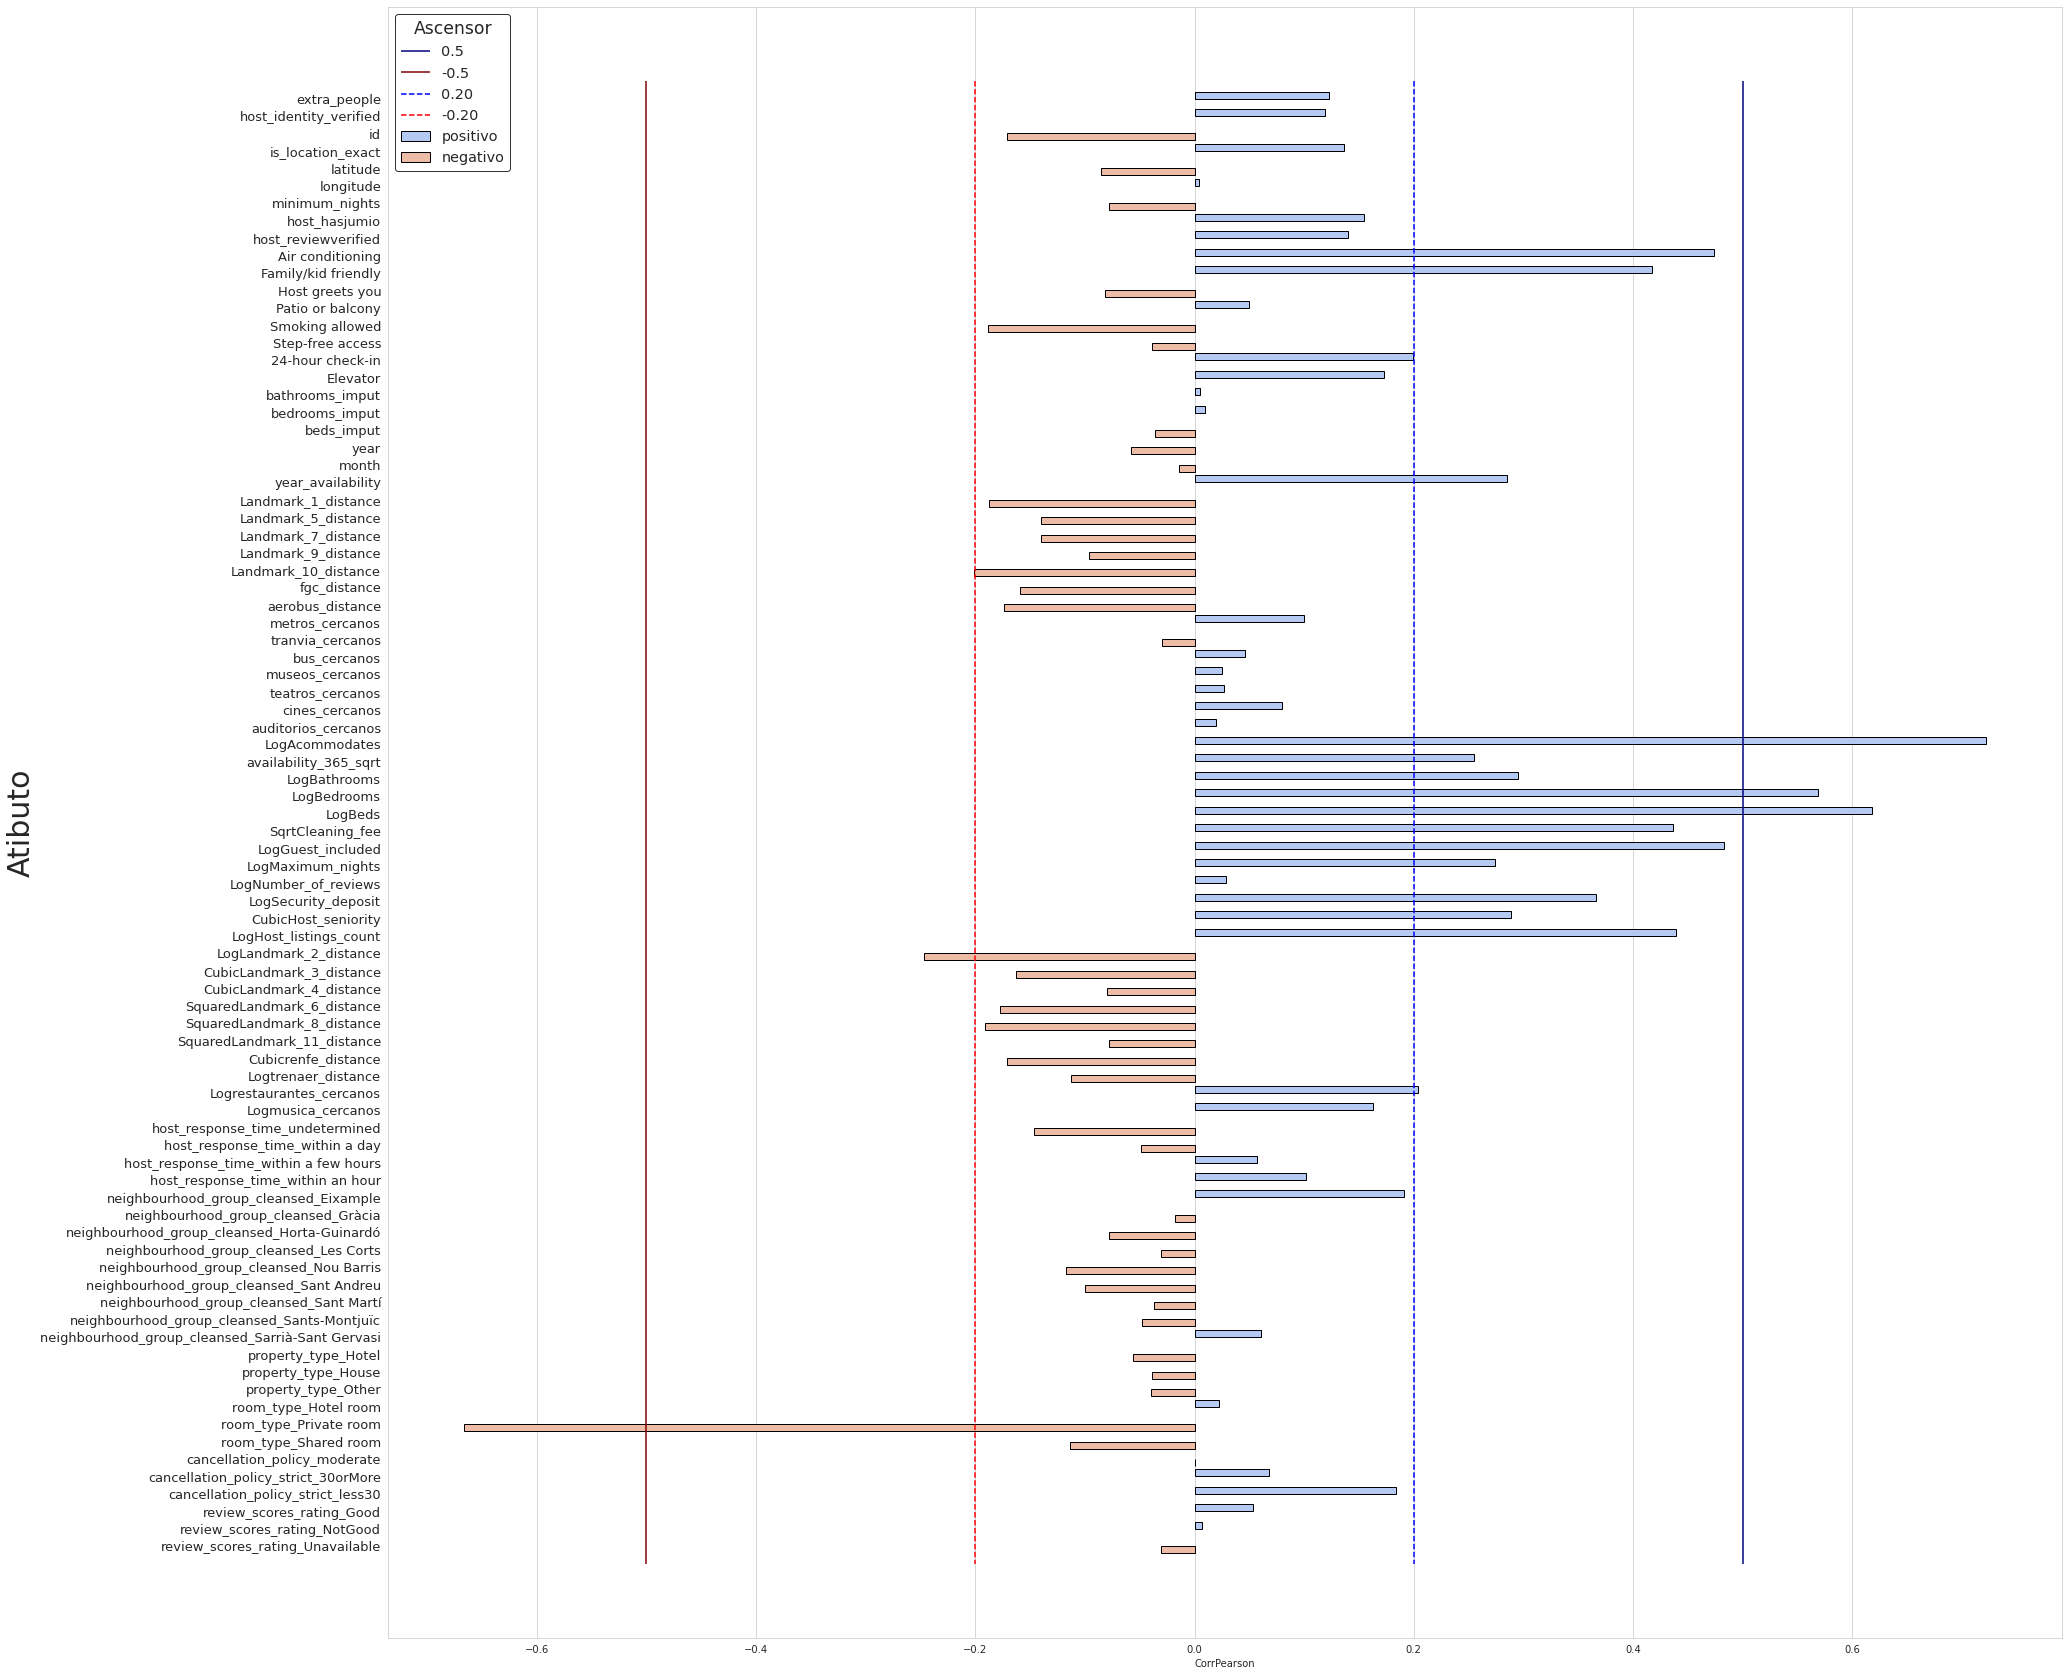 Ascensor
0.5
-0.5
0.20
-0.20
positivo
negativo
Atibuto
extra_people
host_identity_verified
id
is_location_exact
latitude
longitude
minimum_nights
host_hasjumio
host_reviewverified
Air conditioning
Family/kid friendly
Host greets you
Patio or balcony
Smoking allowed
Step-free access
24-hour check-in
Elevator
bathrooms_imput
bedrooms_imput
beds_imput
year
month
year_availability
Landmark_1_distance
Landmark_5_distance
Landmark_7_distance
Landmark_9_distance
Landmark_10_distance
fgc_distance
aerobus_distance
metros_cercanos
tranvia_cercanos
bus_cercanos
museos_cercanos
teatros_cercanos
cines_cercanos
auditorios_cercanos
LogAcommodates
availability_365_sqrt
LogBathrooms
LogBedrooms
LogBeds
SqrtCleaning_fee
LogGuest_included
LogMaximum_nights
LogNumber_of_reviews
LogSecurity_deposit
CubicHost_seniority
LogHost_listings_count
LogLandmark_2_distance
CubicLandmark_3_distance
CubicLandmark_4_distance
SquaredLandmark_6_distance
SquaredLandmark_8_distance
SquaredLandmark_11_distance
Cubicrenfe_distance
Logtrenaer_distance
Logrestaurantes_cercanos
Logmusica_cercanos
host_response_time_undetermined
host_response_time_within a day
host_response_time_within a few hours
host_response_time_within an hour
neighbourhood_group_cleansed_Eixample
neighbourhood_group_cleansed_Gràcia
neighbourhood_group_cleansed_Horta-Guinardó
neighbourhood_group_cleansed_Les Corts
neighbourhood_group_cleansed_Nou Barris
neighbourhood_group_cleansed_Sant Andreu
neighbourhood_group_cleansed_Sant Martí
neighbourhood_group_cleansed_Sants-Montjuïc
neighbourhood_group_cleansed_Sarrià-Sant Gervasi
property_type_Hotel
property_type_House
property_type_Other
room_type_Hotel room
room_type_Private room
room_type_Shared room
cancellation_policy_moderate
cancellation_policy_strict_30orMore
cancellation_policy_strict_less30
review_scores_rating_Good
review_scores_rating_NotGood
review_scores_rating_Unavailable
−0.6 −0.4 −0.2 0.0 0.2 0.4 0.6
CorrPearson